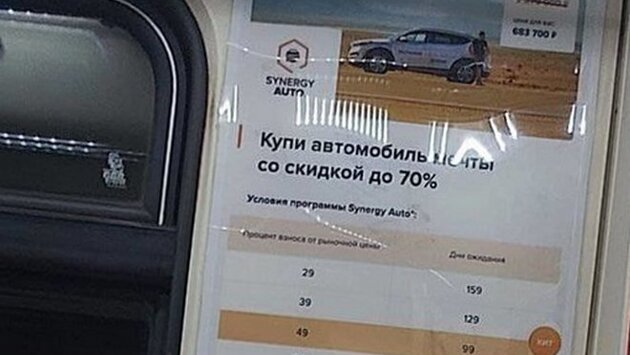 ЦЕНА ДЛЯ ВАС:
683 700 ₽
SYNERGY
AUTO
Купи автомобиль мечты
со скидкой до 70%
Условия программы Synergy Auto*:
Процент взноса от рыночной цены
Дни ожидания
29
159
39
129
49
99
ХИТ